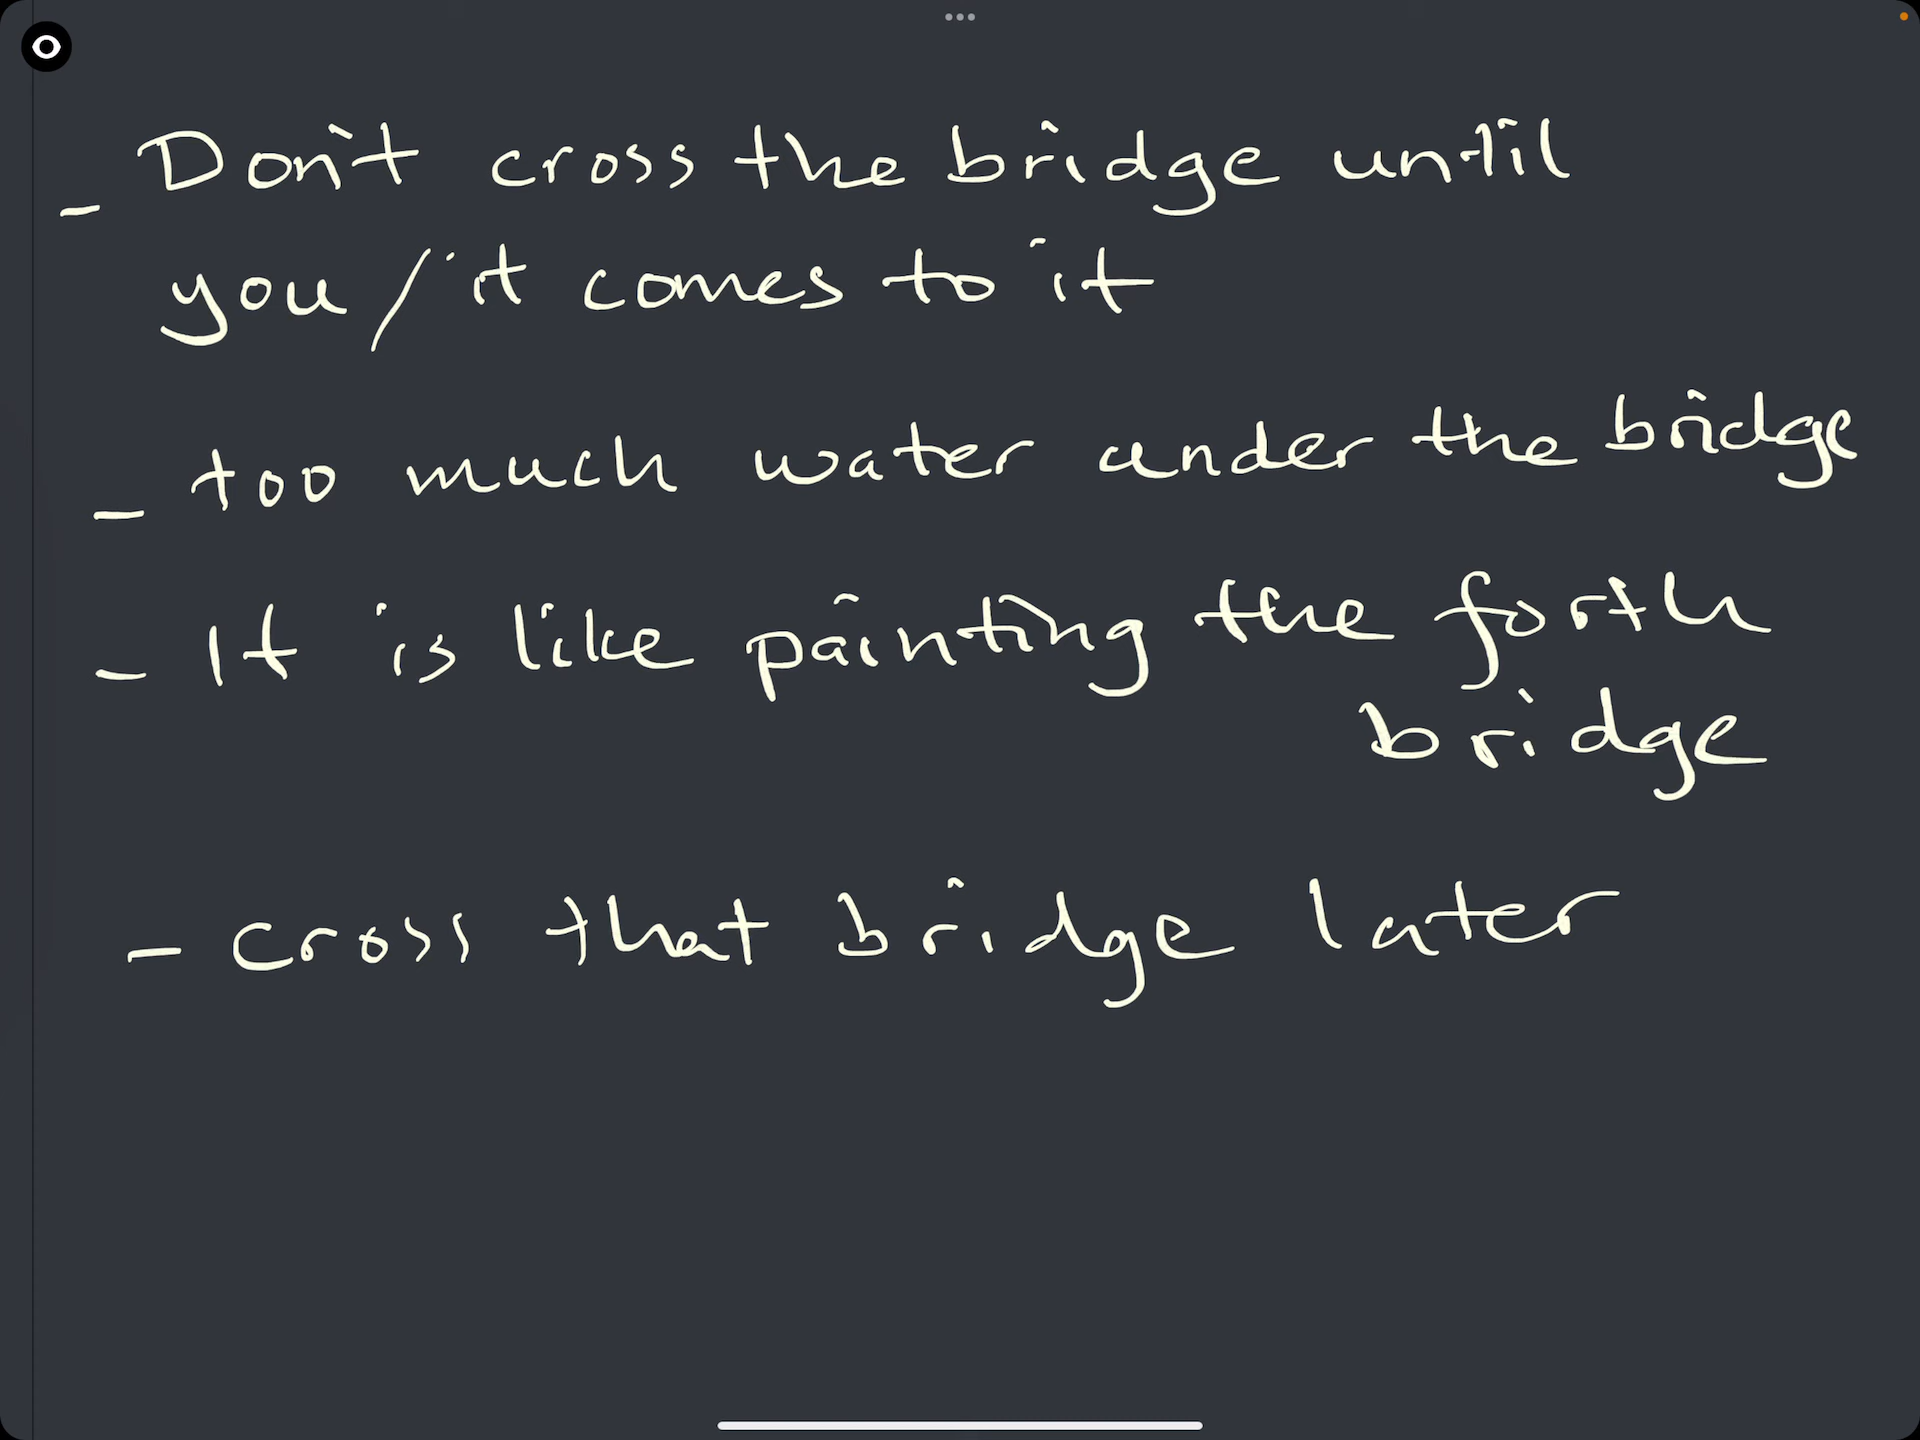 - Don't cross the bridge until
you / it comes to it
- too much water under the bridge
- It is like painting the forth
bridge
- cross that bridge later